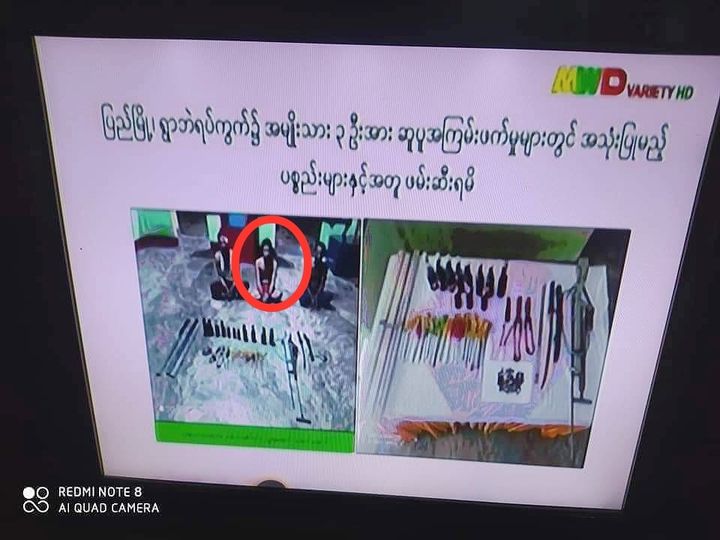 MWD VARIETY HD
ပြည်မြို့၊ ရွာဘဲရပ်ကွက်၌ အမျိုးသား ၃ ဦးအား ဆူပူအကြမ်းဖက်မှုများတွင် အသုံးပြုမည့်
ပစ္စည်းများနှင့်အတူ ဖမ်းဆီးရမိ
REDMI NOTE 8
AI QUAD CAMERA